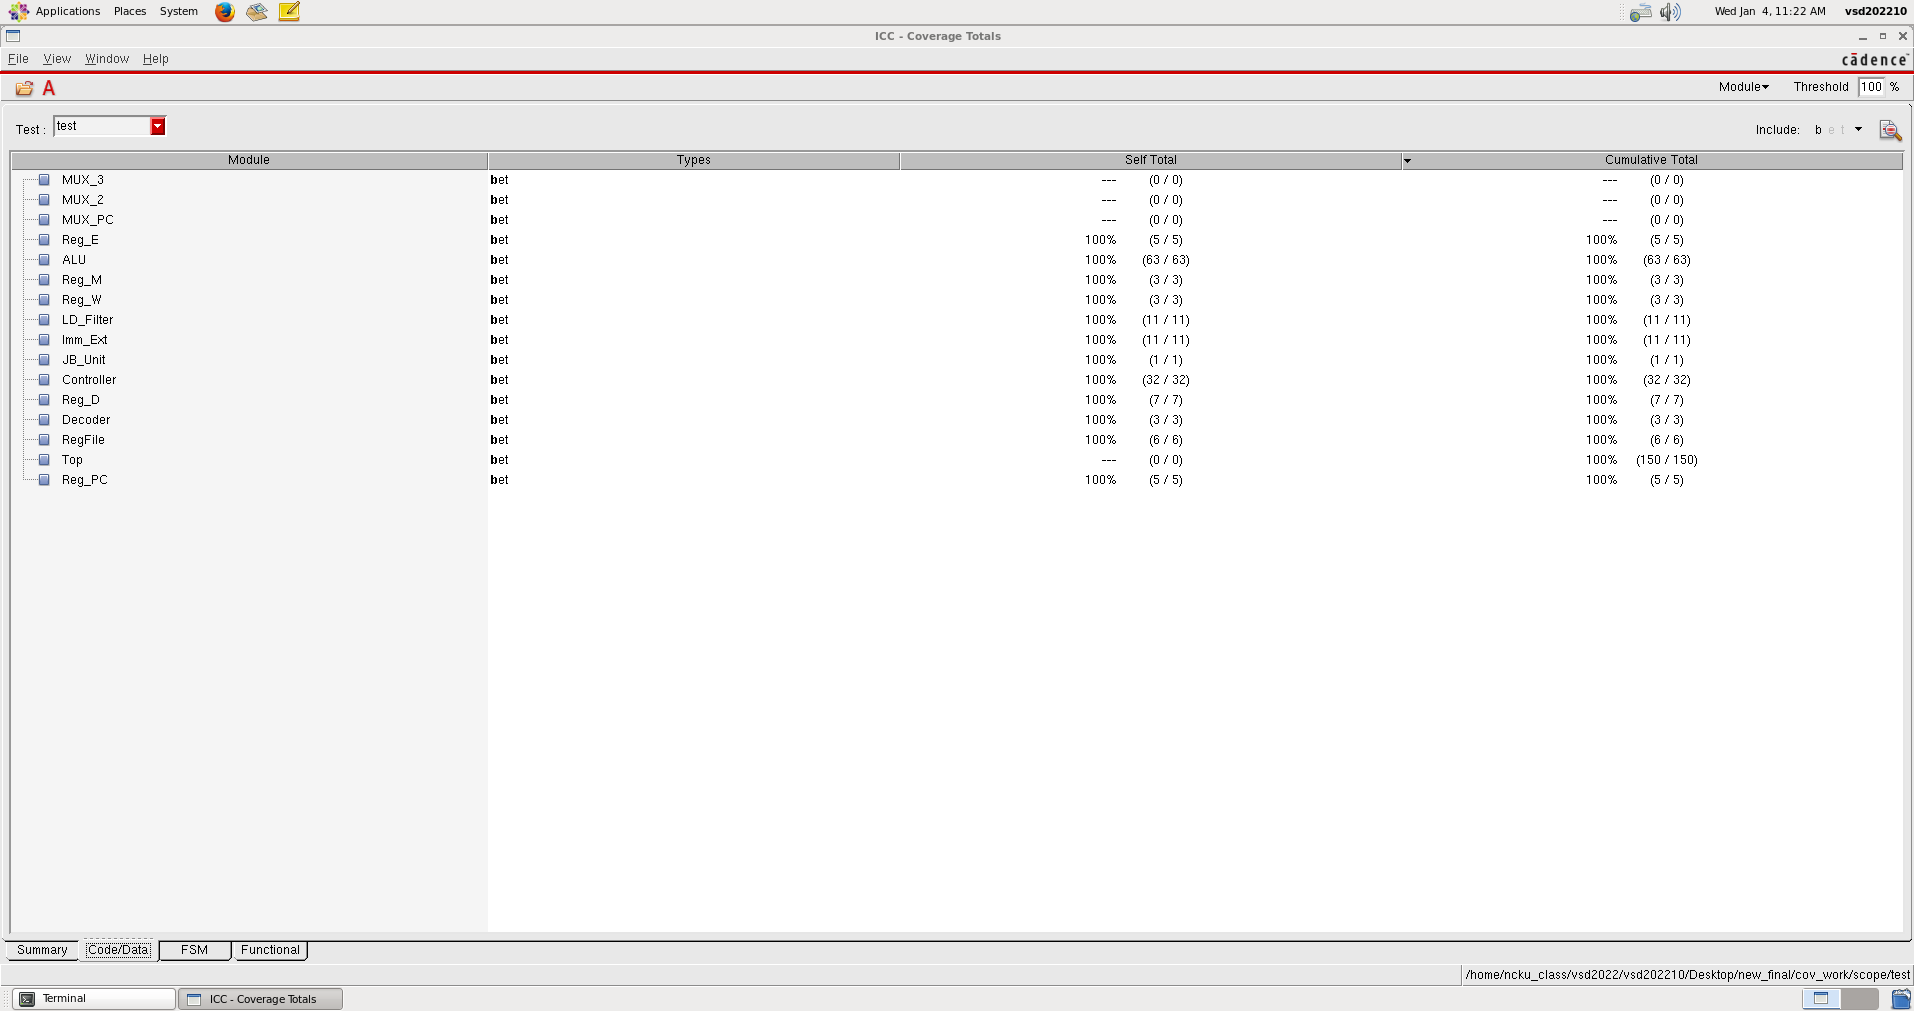 Applications Places System Wed Jan 4, 11:22 AM vsd202210
ICC - Coverage Totals
File View Window Help cādence
A Module Threshold 100 %
Test : test Include: b e t
Module Types Self Total Cumulative Total
MUX_3 bet --- (0 / 0) --- (0 / 0)
MUX_2 bet --- (0 / 0) --- (0 / 0)
MUX_PC bet --- (0 / 0) --- (0 / 0)
Reg_E bet 100% (5 / 5) 100% (5 / 5)
ALU bet 100% (63 / 63) 100% (63 / 63)
Reg_M bet 100% (3 / 3) 100% (3 / 3)
Reg_W bet 100% (3 / 3) 100% (3 / 3)
LD_Filter bet 100% (11 / 11) 100% (11 / 11)
Imm_Ext bet 100% (11 / 11) 100% (11 / 11)
JB_Unit bet 100% (1 / 1) 100% (1 / 1)
Controller bet 100% (32 / 32) 100% (32 / 32)
Reg_D bet 100% (7 / 7) 100% (7 / 7)
Decoder bet 100% (3 / 3) 100% (3 / 3)
RegFile bet 100% (6 / 6) 100% (6 / 6)
Top bet --- (0 / 0) 100% (150 / 150)
Reg_PC bet 100% (5 / 5) 100% (5 / 5)
Summary Code/Data FSM Functional
/home/ncku_class/vsd2022/vsd202210/Desktop/new_final/cov_work/scope/test
Terminal ICC - Coverage Totals